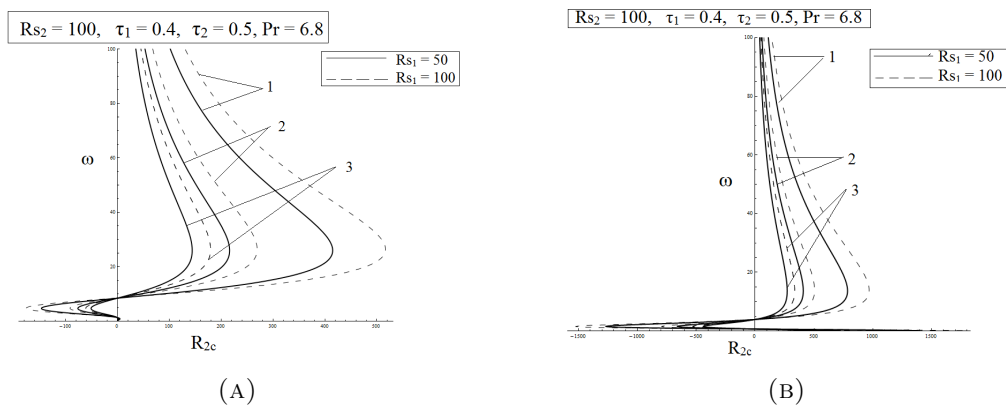 Rs₂ = 100, τ₁ = 0.4, τ₂ = 0.5, Pr = 6.8
Rs₁ = 50
Rs₁ = 100
100
80
60
40
20
ω
1
2
3
-100
0
100
200
300
400
500
R₂c
(A)
Rs₂ = 100, τ₁ = 0.4, τ₂ = 0.5, Pr = 6.8
Rs₁ = 50
Rs₁ = 100
100
80
60
40
20
ω
1
2
3
-1500
-1000
-500
0
500
1000
1500
R₂c
(B)